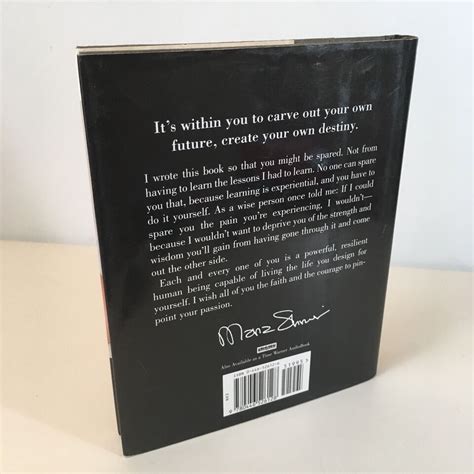 It's within you to carve out your own
future, create your own destiny.
I wrote this book so that you might be spared. Not from
having to learn the lessons I had to learn. No one can spare
you that, because learning is experiential, and you have to
do it yourself. As a wise person once told me: If I could
spare you the pain you're experiencing, I wouldn't—
because I wouldn't want to deprive you of the strength and
wisdom you'll gain from having gone through it and come
out the other side.
Each and every one of you is a powerful, resilient
human being capable of living the life you design for
yourself. I wish all of you the faith and the courage to pin-
point your passion.
Maria Shriver
Also Available as a Time Warner AudioBook